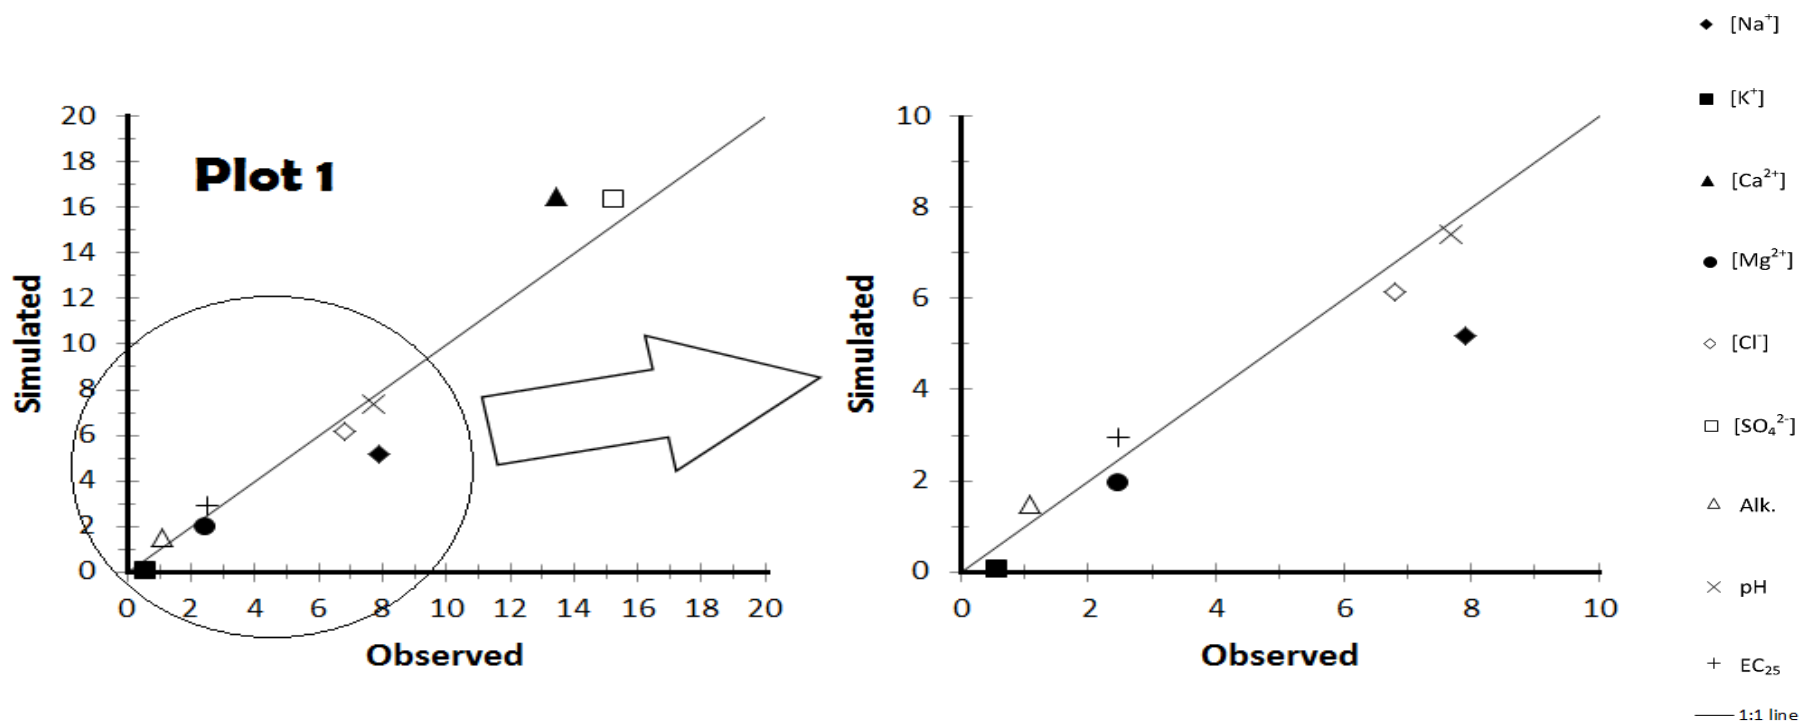 Plot 1
Simulated
20
18
16
14
12
10
8
6
4
2
0
0 2 4 6 8 10 12 14 16 18 20
Observed
Simulated
10
8
6
4
2
0
0 2 4 6 8 10
Observed
[Na⁺]
[K⁺]
[Ca²⁺]
[Mg²⁺]
[Cl⁻]
[SO₄²⁻]
Alk.
pH
EC₂₅
1:1 line